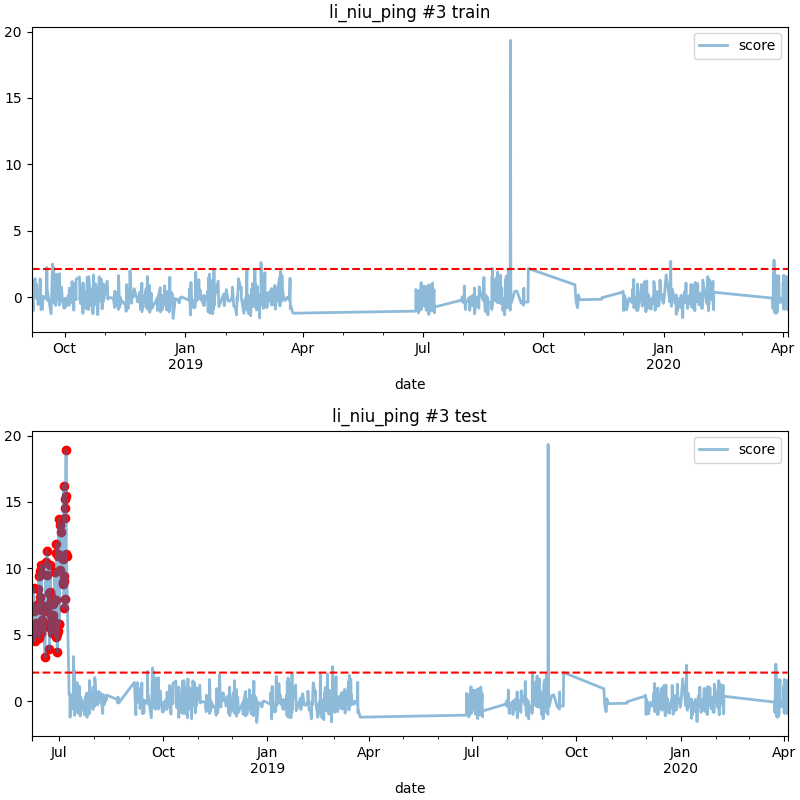 li_niu_ping #3 train
score
20
15
10
5
0
Oct
Jan
2019
Apr
Jul
Oct
Jan
2020
Apr
date
li_niu_ping #3 test
score
20
15
10
5
0
Jul
Oct
Jan
2019
Apr
Jul
Oct
Jan
2020
Apr
date